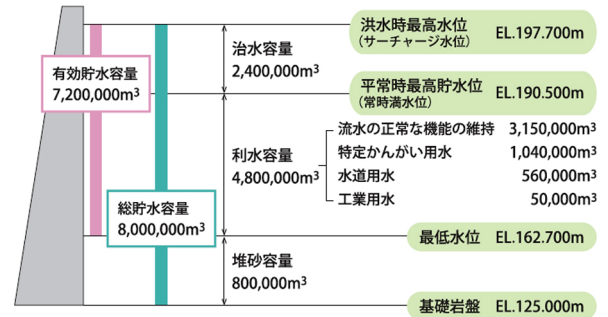 洪水時最高水位
（サーチャージ水位）
EL.197.700m
治水容量
2,400,000m³
有効貯水容量
7,200,000m³
平常時最高貯水位
（常時満水位）
EL.190.500m
利水容量
4,800,000m³
流水の正常な機能の維持 3,150,000m³
特定かんがい用水 1,040,000m³
水道用水 560,000m³
工業用水 50,000m³
総貯水容量
8,000,000m³
最低水位 EL.162.700m
堆砂容量
800,000m³
基礎岩盤 EL.125.000m